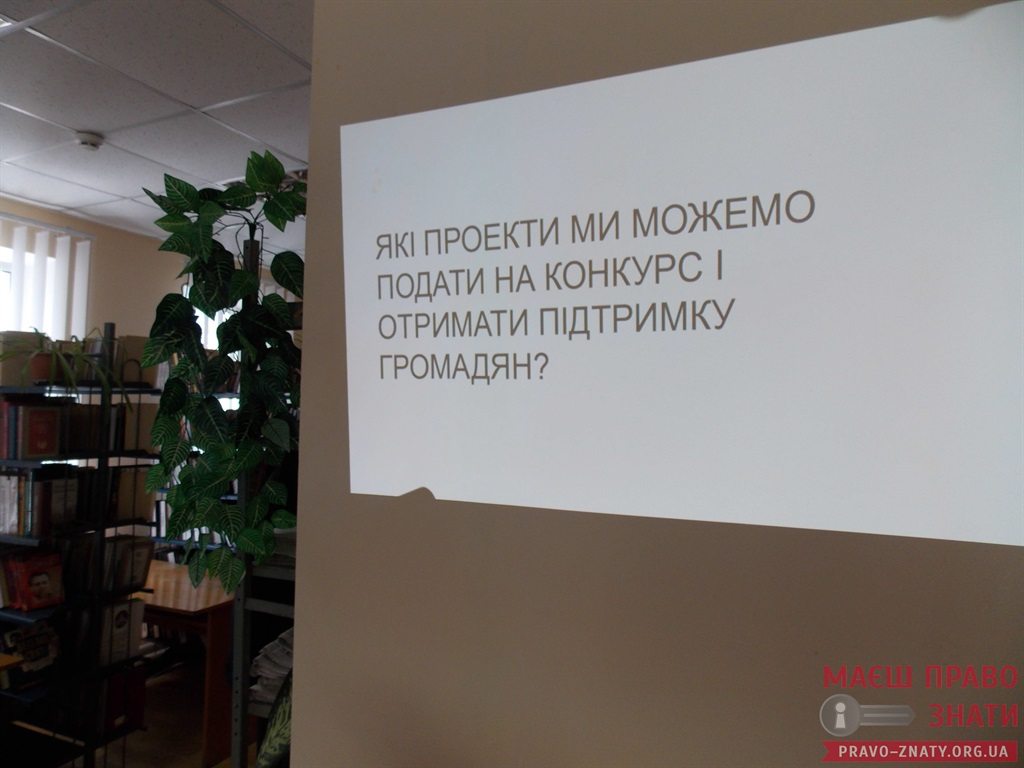 ЯКІ ПРОЕКТИ МИ МОЖЕМО
ПОДАТИ НА КОНКУРС І
ОТРИМАТИ ПІДТРИМКУ
ГРОМАДЯН?
МАЄШ ПРАВО
ЗНАТИ
PRAVO-ZNATY.ORG.UA